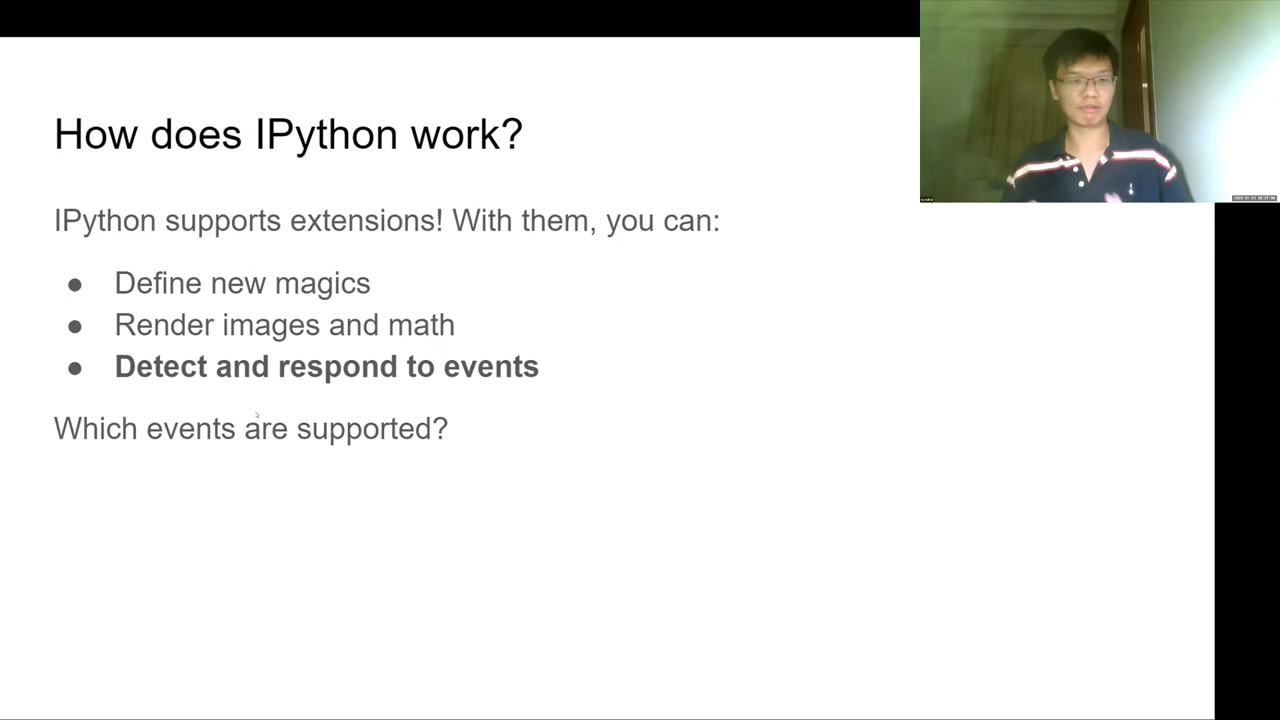 How does IPython work?
IPython supports extensions! With them, you can:
● Define new magics
● Render images and math
● Detect and respond to events
Which events are supported?